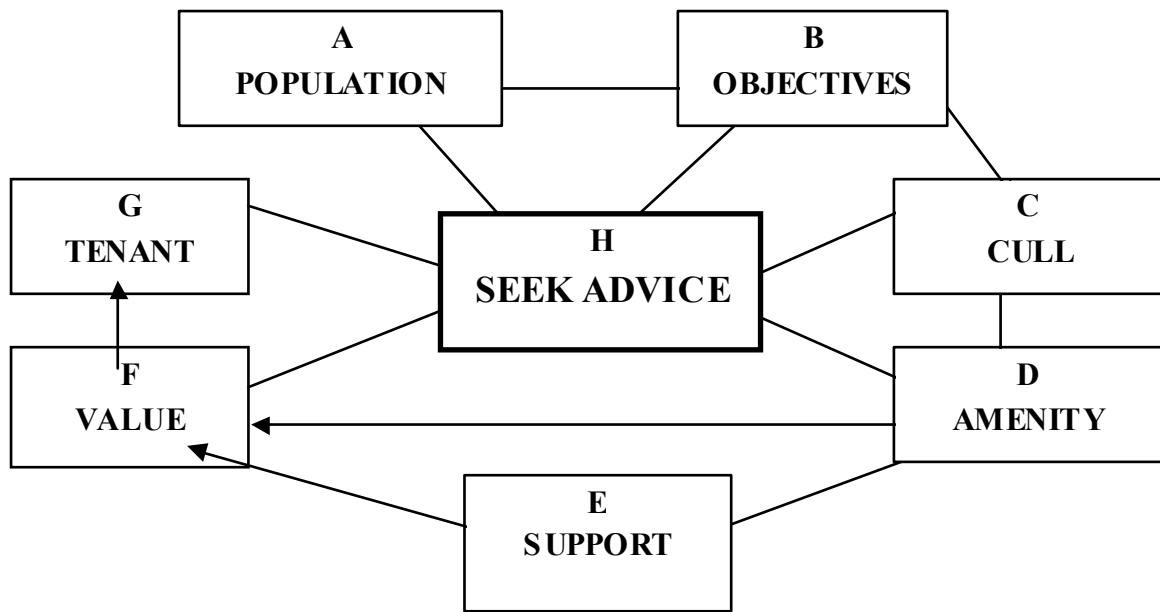 A
POPULATION
B
OBJECTIVES
G
TENANT
H
SEEK ADVICE
C
CULL
F
VALUE
D
AMENITY
E
SUPPORT